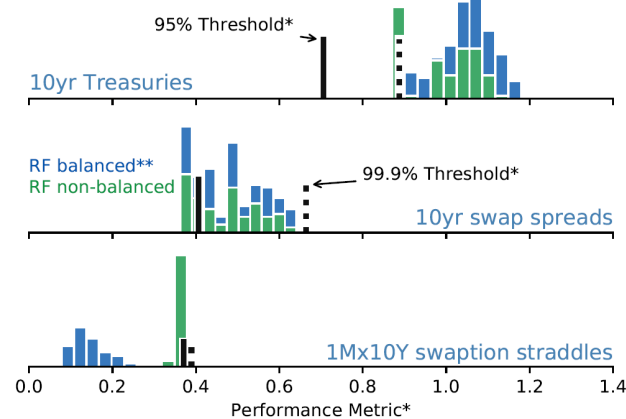 95% Threshold*
10yr Treasuries
RF balanced**
RF non-balanced
99.9% Threshold*
10yr swap spreads
1Mx10Y swaption straddles
0.0 0.2 0.4 0.6 0.8 1.0 1.2 1.4
Performance Metric*